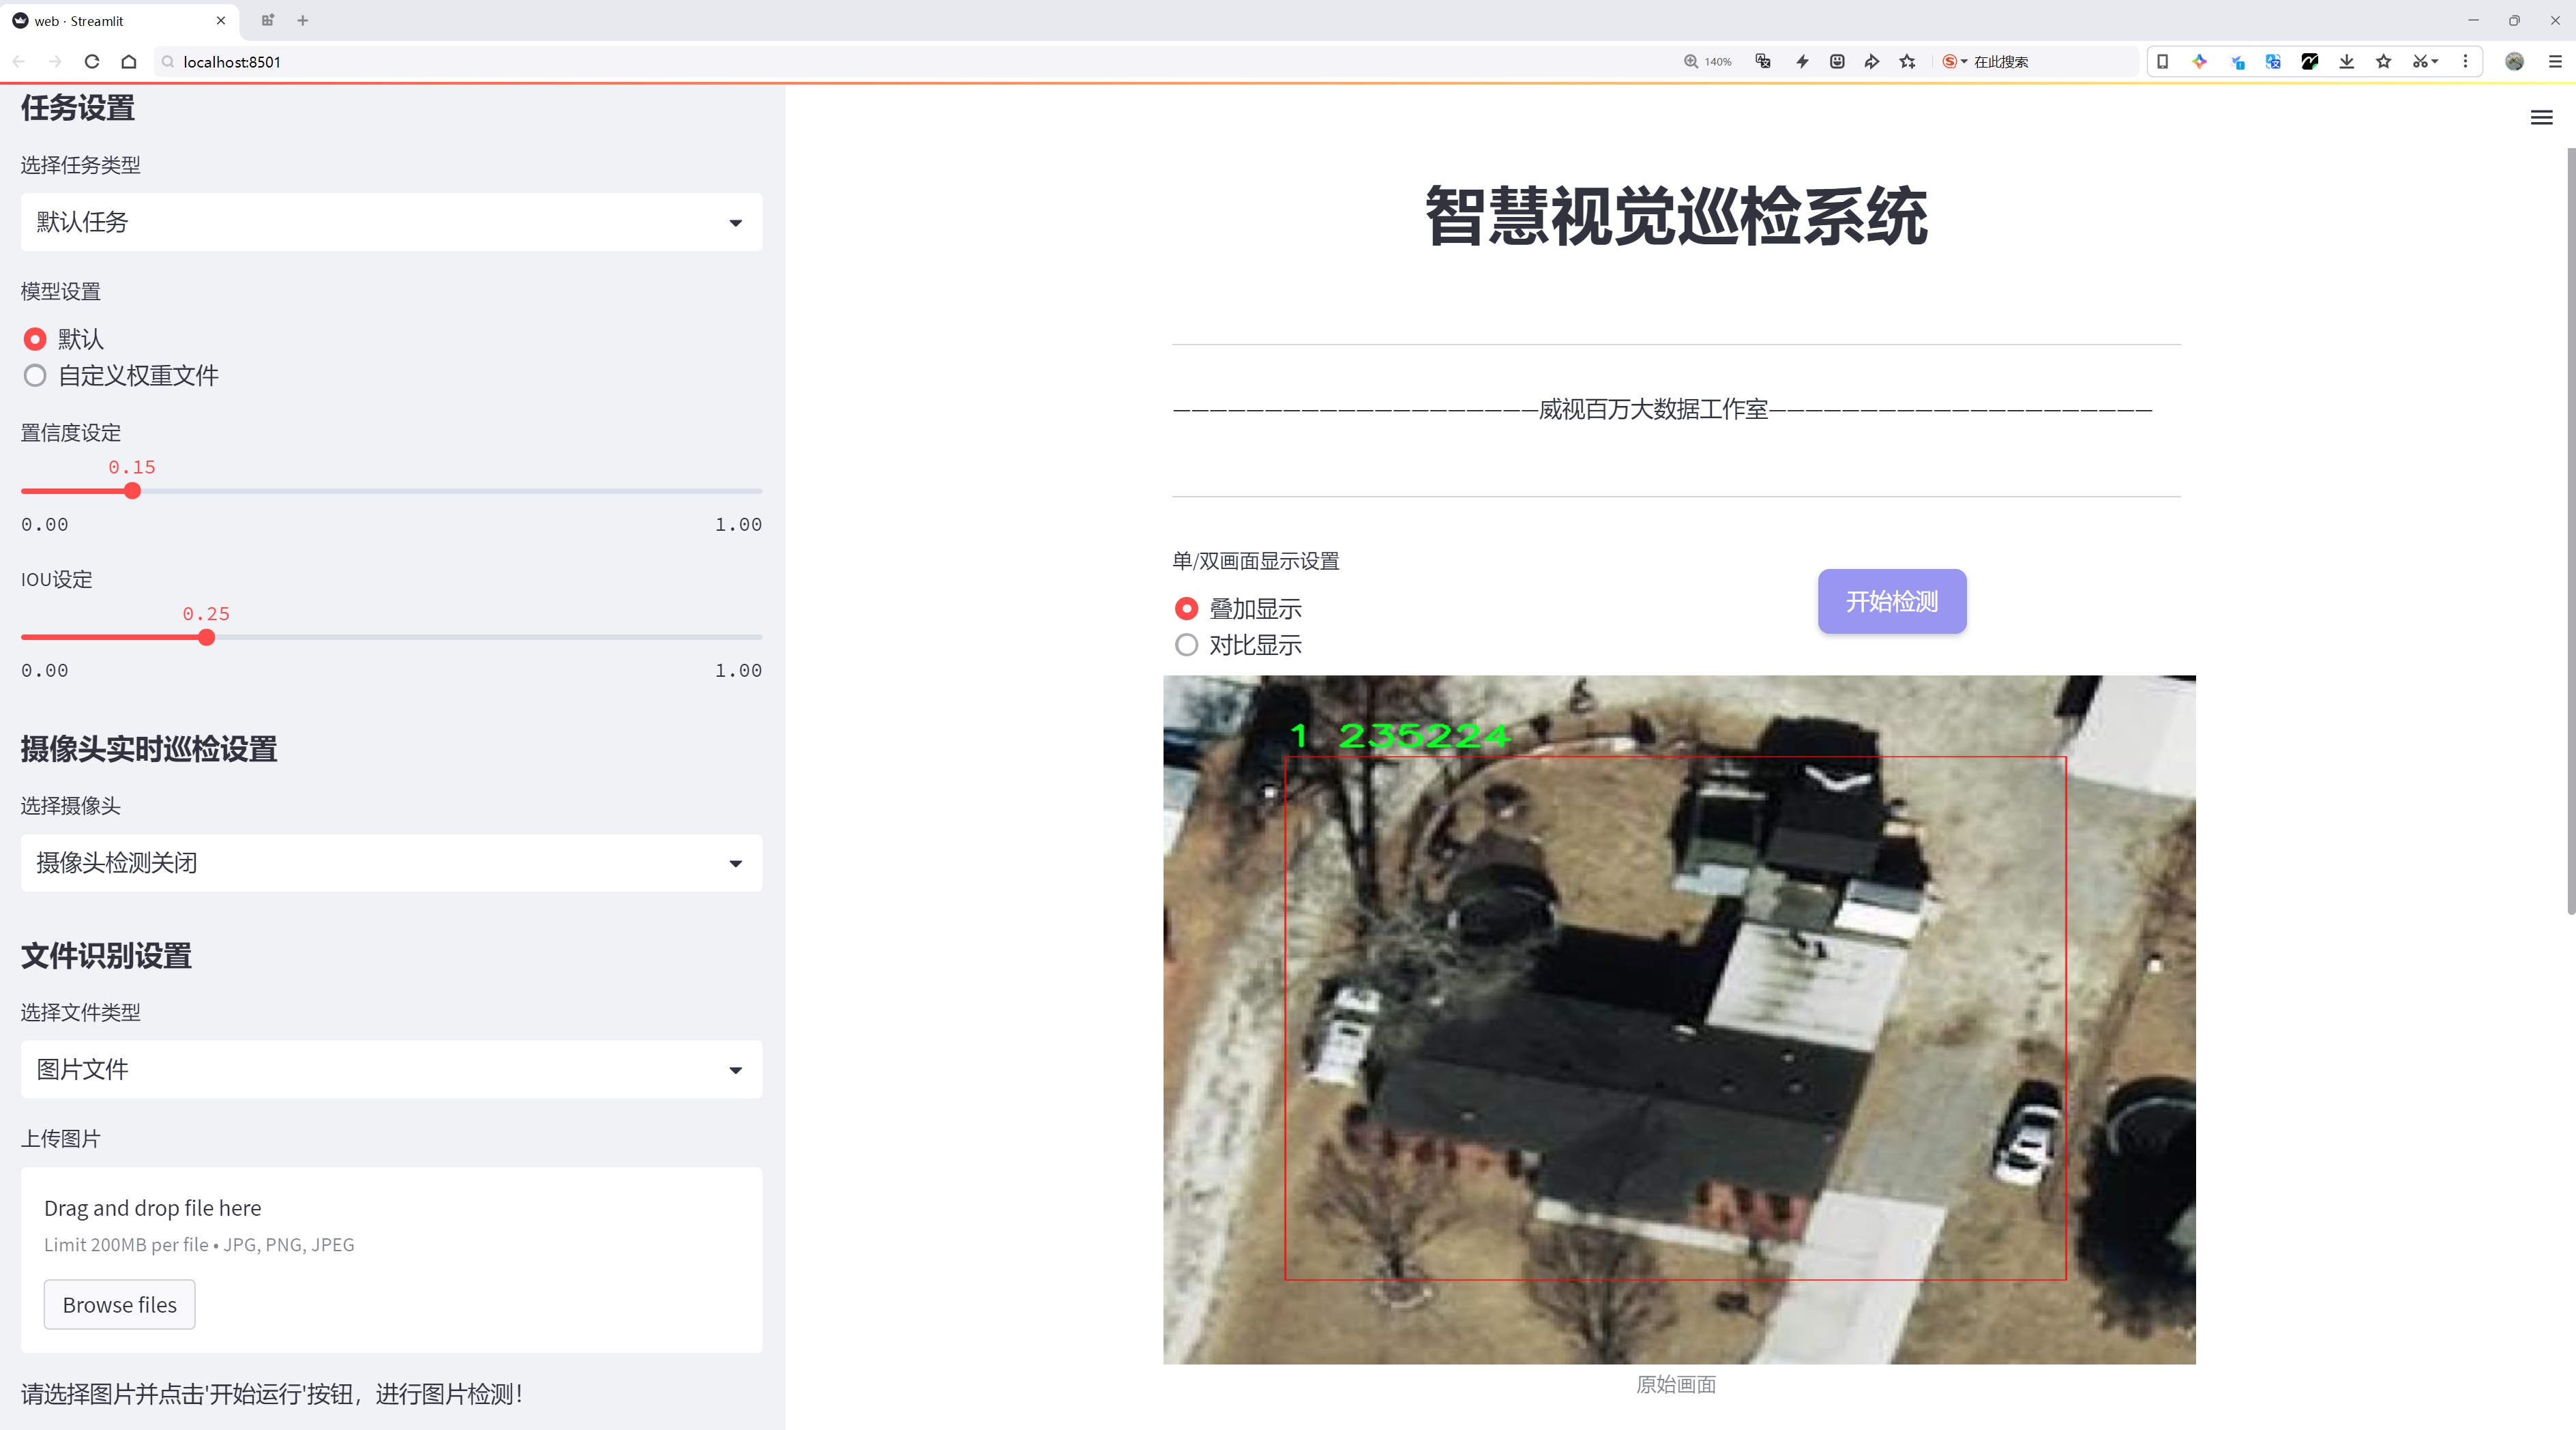 web · Streamlit
localhost:8501
140%
在此搜索
任务设置
选择任务类型
默认任务
模型设置
默认
自定义权重文件
置信度设定
0.15
0.00 1.00
IOU设定
0.25
0.00 1.00
摄像头实时巡检设置
选择摄像头
摄像头检测关闭
文件识别设置
选择文件类型
图片文件
上传图片
Drag and drop file here
Limit 200MB per file • JPG, PNG, JPEG
Browse files
请选择图片并点击'开始运行'按钮，进行图片检测！
智慧视觉巡检系统
————————————————————威视百万大数据工作室—————————————————————
单/双画面显示设置
叠加显示
对比显示
开始检测
1 235224
原始画面